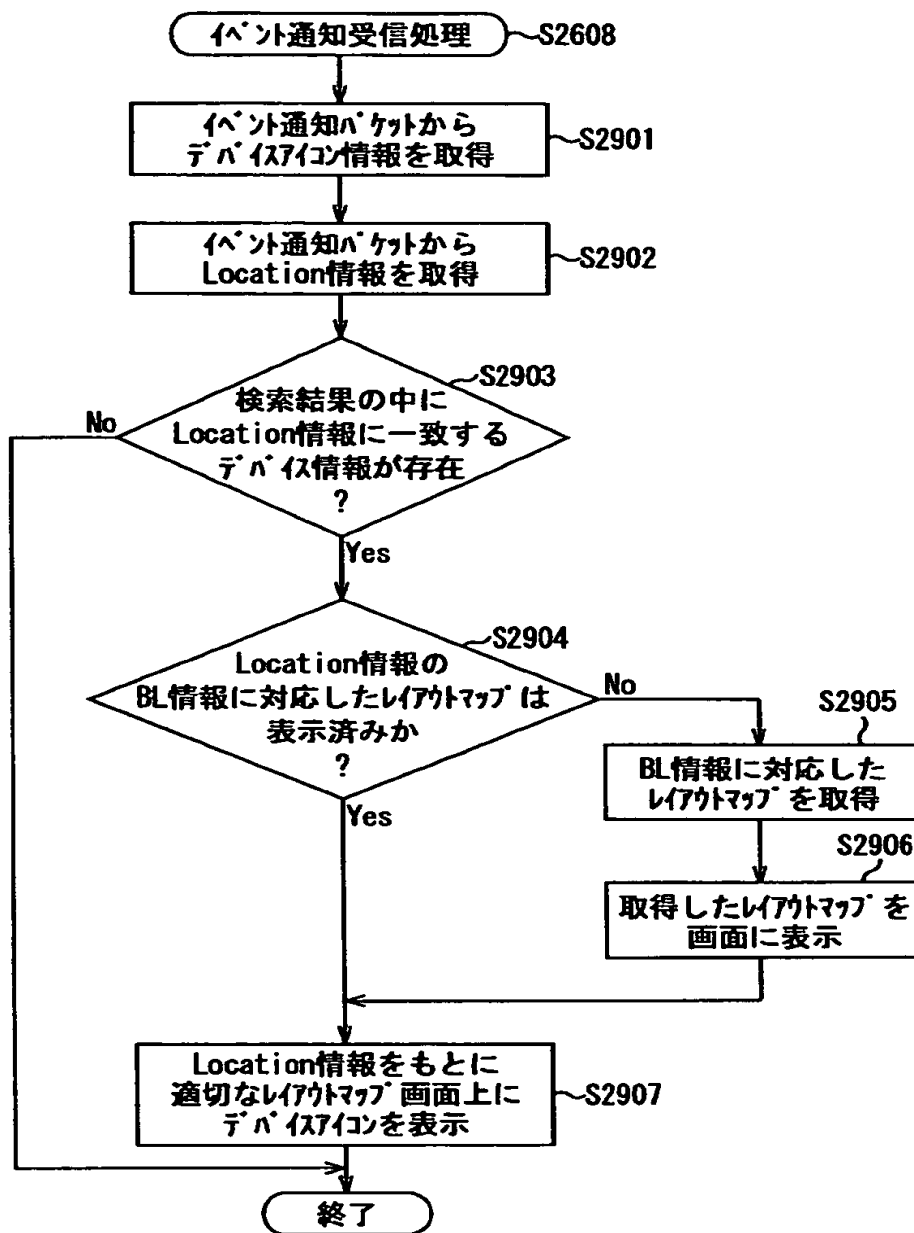 イベント通知受信処理
S2608
イベント通知パケットから
デバイスアイコン情報を取得
S2901
イベント通知パケットから
Location情報を取得
S2902
S2903
検索結果の中に
Location情報に一致する
デバイス情報が存在
?
No
Yes
S2904
Location情報の
BL情報に対応したレイアウトマップは
表示済みか
?
No
Yes
S2905
BL情報に対応した
レイアウトマップを取得
S2906
取得したレイアウトマップを
画面に表示
Location情報をもとに
適切なレイアウトマップ画面上に
デバイスアイコンを表示
S2907
終了